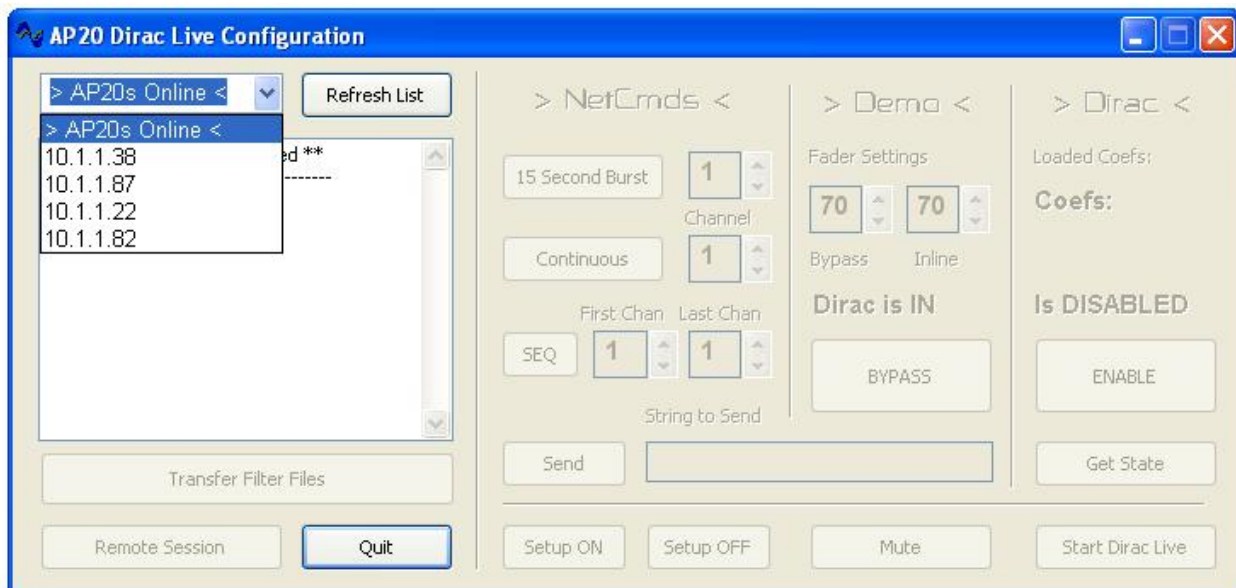 AP20 Dirac Live Configuration
> AP20s Online <
Refresh List
> AP20s Online <
10.1.1.38
10.1.1.87
10.1.1.22
10.1.1.82
ed **
-------
Transfer Filter Files
Remote Session
Quit
> NetCmds <
15 Second Burst
1
Channel
Continuous
1
First Chan Last Chan
SEQ
1
1
String to Send
Send
Setup ON
Setup OFF
> Demo <
Fader Settings
70
70
Bypass Inline
Dirac is IN
BYPASS
Mute
> Dirac <
Loaded Coefs:
Coefs:
Is DISABLED
ENABLE
Get State
Start Dirac Live